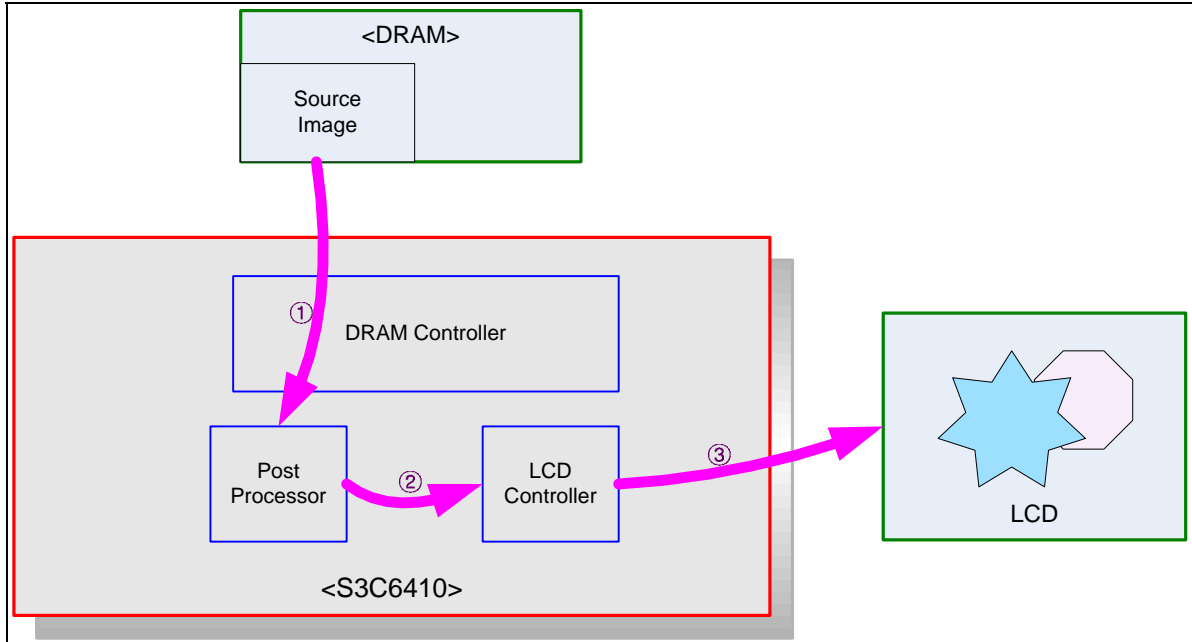 <DRAM>
Source
Image
①
DRAM Controller
Post
Processor
②
LCD
Controller
③
LCD
<S3C6410>